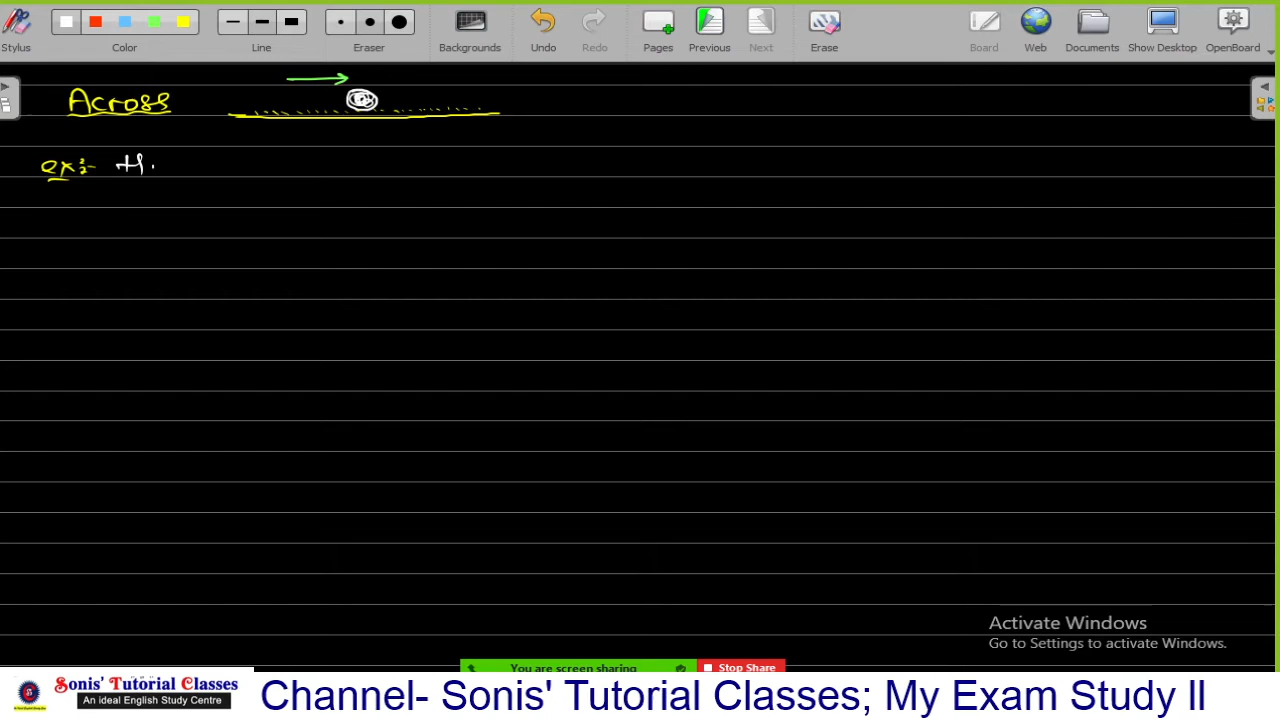 Stylus Color Line Eraser Backgrounds Undo Redo Pages Previous Next Erase Board Web Documents Show Desktop OpenBoard
Across
ex:- H
Activate Windows
Go to Settings to activate Windows.
You are screen sharing Stop Share
Sonis' Tutorial Classes
An ideal English Study Centre
Channel- Sonis' Tutorial Classes; My Exam Study II